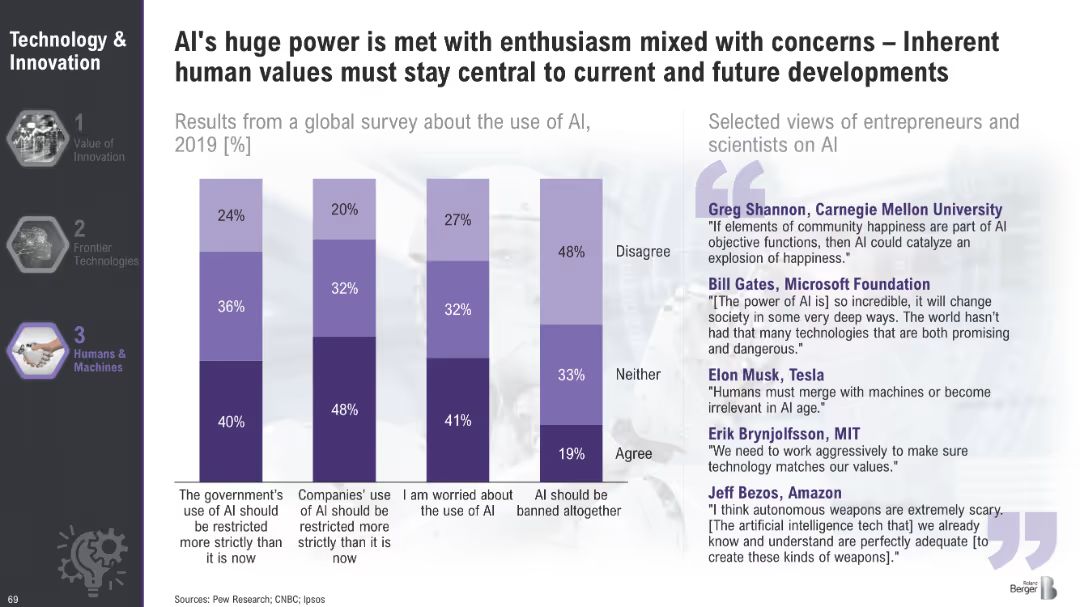 Technology &
Innovation
1
Value of
Innovation
2
Frontier
Technologies
3
Humans &
Machines
69
AI's huge power is met with enthusiasm mixed with concerns – Inherent
human values must stay central to current and future developments
Results from a global survey about the use of AI,
2019 [%]
24%
36%
40%
20%
32%
48%
27%
32%
41%
48%
33%
19%
Disagree
Neither
Agree
The government's
use of AI should
be restricted
more strictly than
it is now
Companies' use
of AI should be
restricted more
strictly than it is
now
I am worried about
the use of AI
AI should be
banned altogether
Selected views of entrepreneurs and
scientists on AI
Greg Shannon, Carnegie Mellon University
"If elements of community happiness are part of AI
objective functions, then AI could catalyze an
explosion of happiness."
Bill Gates, Microsoft Foundation
"[The power of AI is] so incredible, it will change
society in some very deep ways. The world hasn't
had that many technologies that are both promising
and dangerous."
Elon Musk, Tesla
"Humans must merge with machines or become
irrelevant in AI age."
Erik Brynjolfsson, MIT
"We need to work aggressively to make sure
technology matches our values."
Jeff Bezos, Amazon
"I think autonomous weapons are extremely scary.
[The artificial intelligence tech that] we already
know and understand are perfectly adequate [to
create these kinds of weapons]."
Sources: Pew Research; CNBC; Ipsos
Roland
Berger